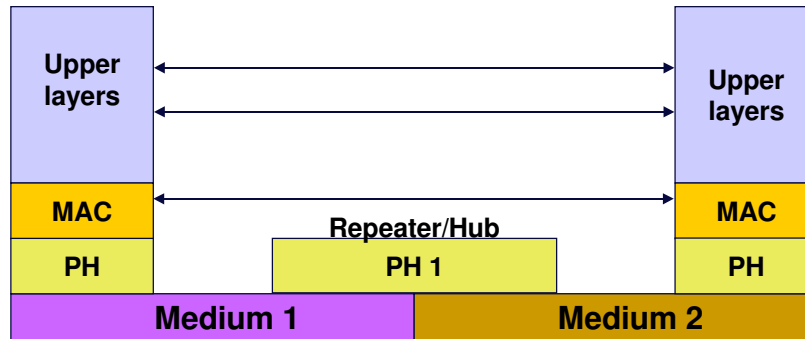 Upper
layers
Upper
layers
MAC
MAC
Repeater/Hub
PH
PH 1
PH
Medium 1
Medium 2